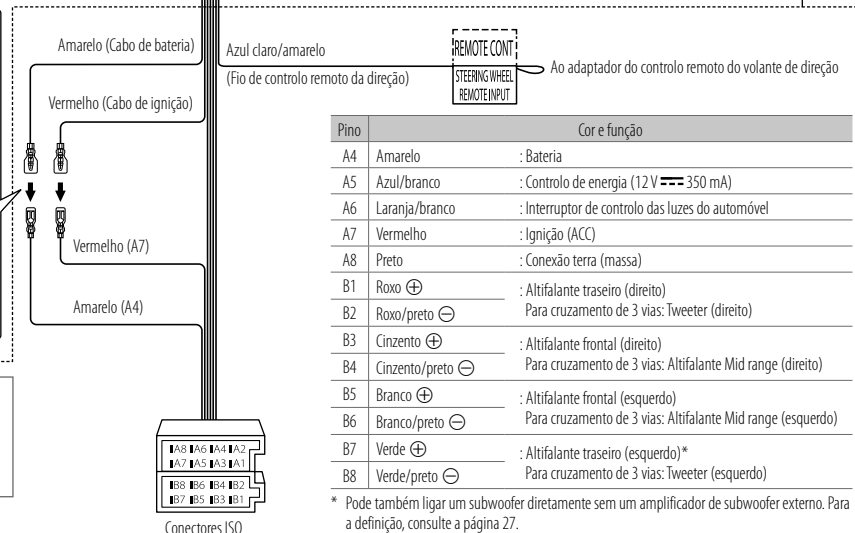 Amarelo (Cabo de bateria)
Azul claro/amarelo
(Fio de controlo remoto da direção)
REMOTE CONT
STEERING WHEEL
REMOTE INPUT
Ao adaptador do controlo remoto do volante de direção
Vermelho (Cabo de ignição)
Vermelho (A7)
Amarelo (A4)
Pino Cor e função
A4 Amarelo : Bateria
A5 Azul/branco : Controlo de energia (12 V ⎓ 350 mA)
A6 Laranja/branco : Interruptor de controlo das luzes do automóvel
A7 Vermelho : Ignição (ACC)
A8 Preto : Conexão terra (massa)
B1 Roxo ⊕ : Altifalante traseiro (direito)
B2 Roxo/preto ⊖ Para cruzamento de 3 vias: Tweeter (direito)
B3 Cinzento ⊕ : Altifalante frontal (direito)
B4 Cinzento/preto ⊖ Para cruzamento de 3 vias: Altifalante Mid range (direito)
B5 Branco ⊕ : Altifalante frontal (esquerdo)
B6 Branco/preto ⊖ Para cruzamento de 3 vias: Altifalante Mid range (esquerdo)
B7 Verde ⊕ : Altifalante traseiro (esquerdo)*
B8 Verde/preto ⊖ Para cruzamento de 3 vias: Tweeter (esquerdo)
* Pode também ligar um subwoofer diretamente sem um amplificador de subwoofer externo. Para
a definição, consulte a página 27.
A8 A6 A4 A2
A7 A5 A3 A1
B8 B6 B4 B2
B7 B5 B3 B1
Conectores ISO